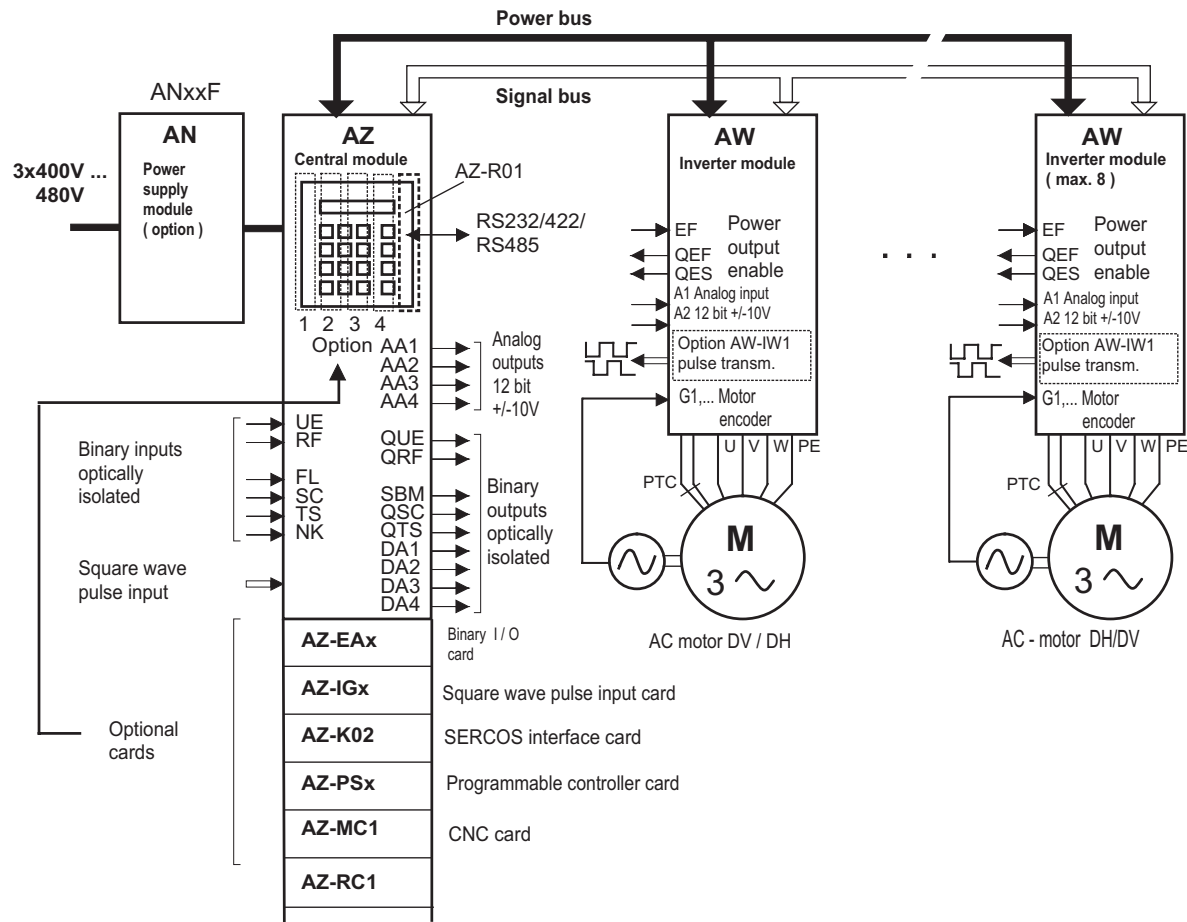 Power bus
Signal bus
ANxxF
AN
Power
supply
module
( option )
3x400V ...
480V
AZ
Central module
AZ-R01
RS232/422/
RS485
1 2 3 4
Option
AA1
AA2
AA3
AA4
Analog
outputs
12 bit
+/-10V
UE
RF
FL
SC
TS
NK
Binary inputs
optically
isolated
Square wave
pulse input
QUE
QRF
SBM
QSC
QTS
DA1
DA2
DA3
DA4
Binary
outputs
optically
isolated
AZ-EAx
Binary I / O
card
AZ-IGx
Square wave pulse input card
AZ-K02
SERCOS interface card
AZ-PSx
Programmable controller card
AZ-MC1
CNC card
AZ-RC1
Optional
cards
AW
Inverter module
EF
QEF
QES
Power
output
enable
A1 Analog input
A2 12 bit +/-10V
Option AW-IW1
pulse transm.
G1,... Motor
encoder
U V W PE
PTC
M
3
AC motor DV / DH
. . .
AW
Inverter module
( max. 8 )
EF
QEF
QES
Power
output
enable
A1 Analog input
A2 12 bit +/-10V
Option AW-IW1
pulse transm.
G1,... Motor
encoder
U V W PE
PTC
M
3
AC - motor DH/DV